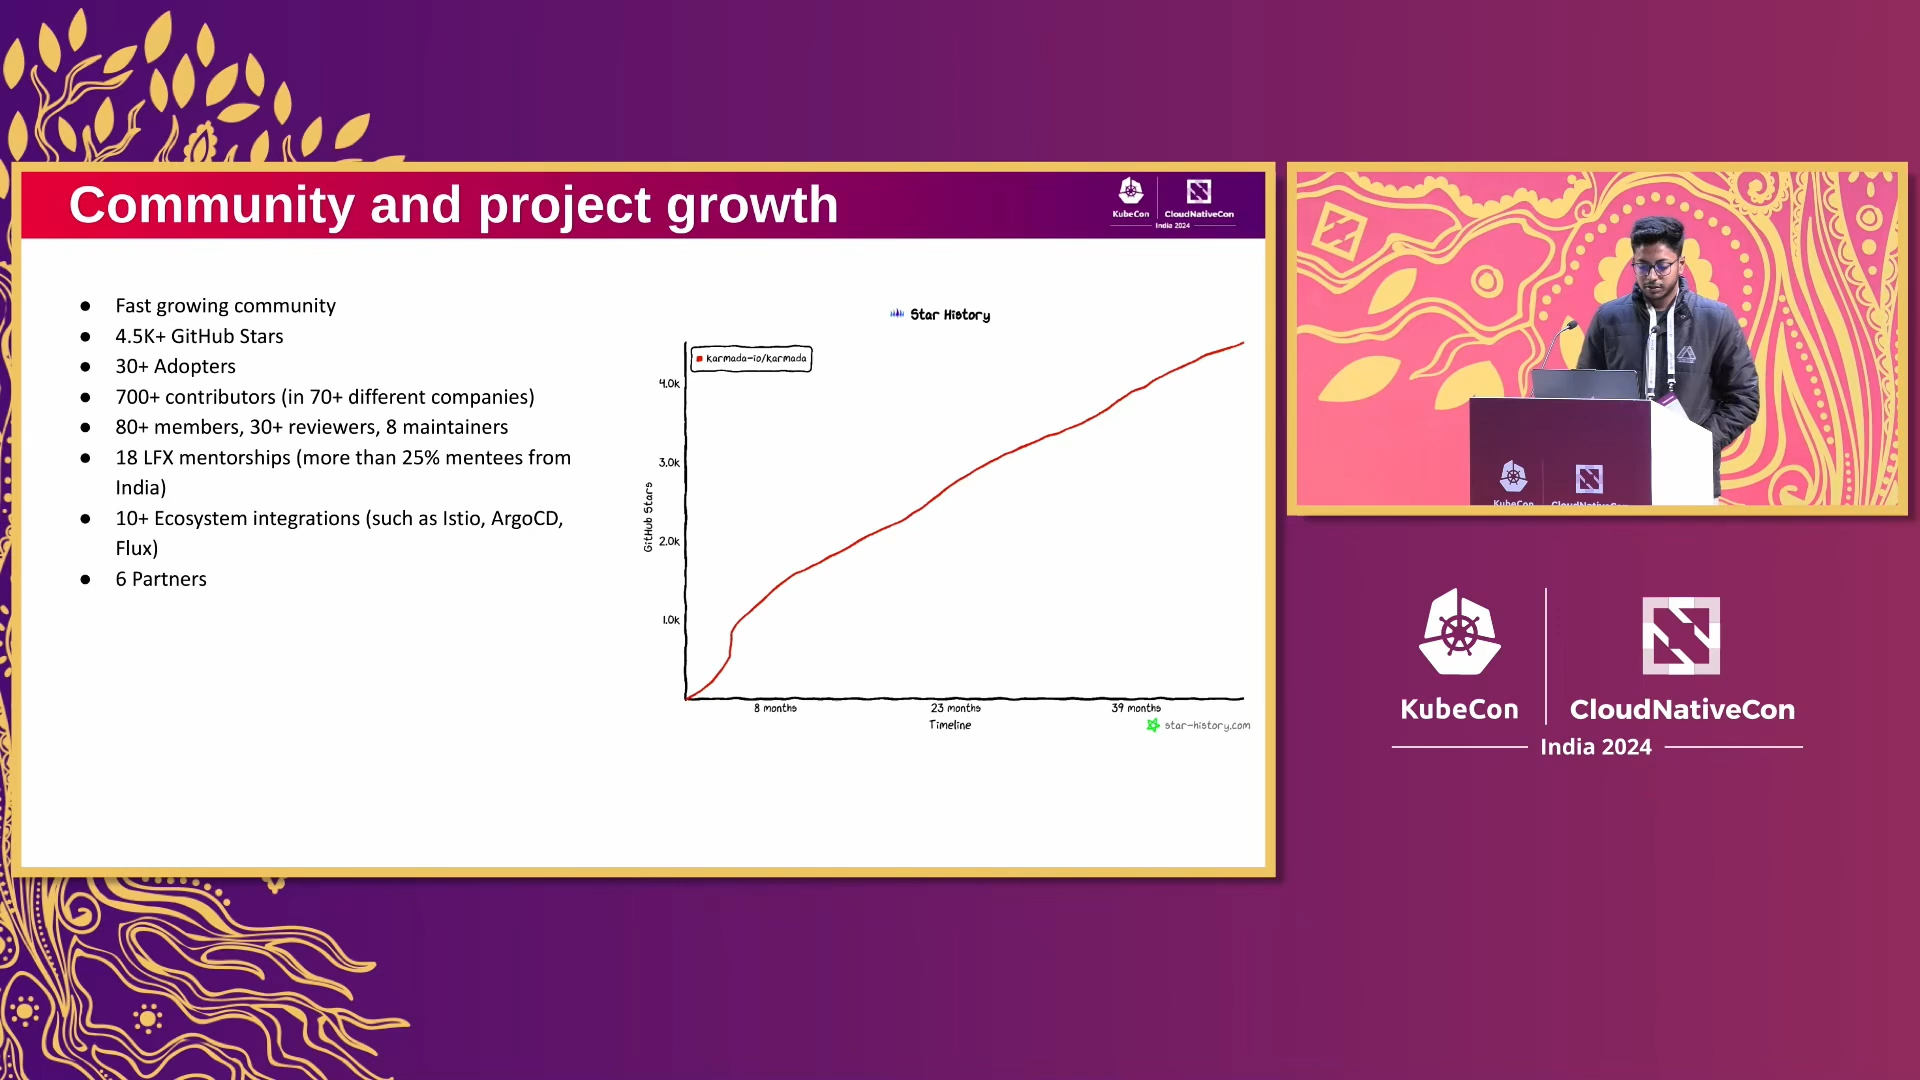 Community and project growth
KubeCon
CloudNativeCon
India 2024
● Fast growing community
● 4.5K+ GitHub Stars
● 30+ Adopters
● 700+ contributors (in 70+ different companies)
● 80+ members, 30+ reviewers, 8 maintainers
● 18 LFX mentorships (more than 25% mentees from
India)
● 10+ Ecosystem integrations (such as Istio, ArgoCD,
Flux)
● 6 Partners
Star History
karmada-io/karmada
4.0k
3.0k
2.0k
1.0k
GitHub Stars
8 months
23 months
39 months
Timeline
star-history.com
KubeCon
CloudNativeCon
KubeCon
CloudNativeCon
India 2024